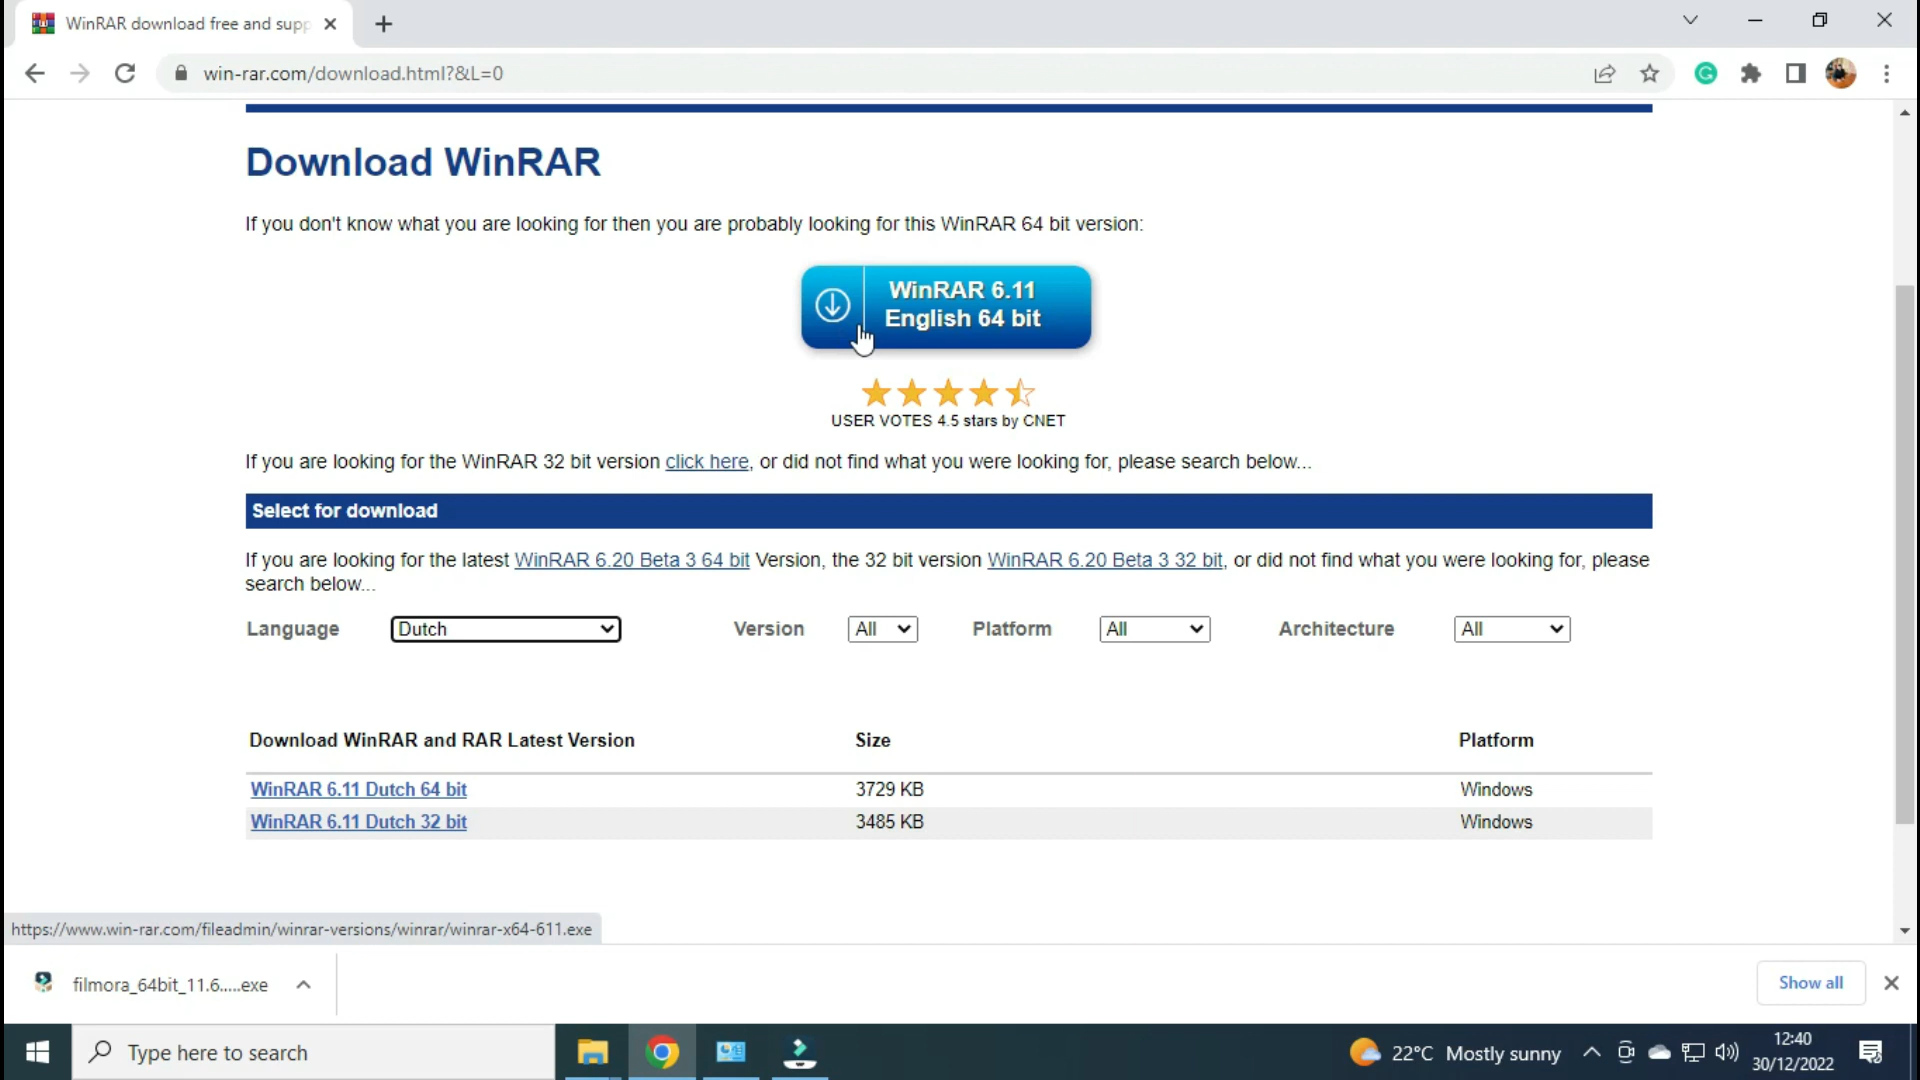 WinRAR download free and supp
win-rar.com/download.html?&L=0
Download WinRAR
If you don't know what you are looking for then you are probably looking for this WinRAR 64 bit version:
WinRAR 6.11
English 64 bit
USER VOTES 4.5 stars by CNET
If you are looking for the WinRAR 32 bit version click here, or did not find what you were looking for, please search below...
Select for download
If you are looking for the latest WinRAR 6.20 Beta 3 64 bit Version, the 32 bit version WinRAR 6.20 Beta 3 32 bit, or did not find what you were looking for, please
search below...
Language Dutch Version All Platform All Architecture All
Download WinRAR and RAR Latest Version Size Platform
WinRAR 6.11 Dutch 64 bit 3729 KB Windows
WinRAR 6.11 Dutch 32 bit 3485 KB Windows
https://www.win-rar.com/fileadmin/winrar-versions/winrar/winrar-x64-611.exe
filmora_64bit_11.6.....exe Show all
Type here to search 22°C Mostly sunny 12:40
30/12/2022